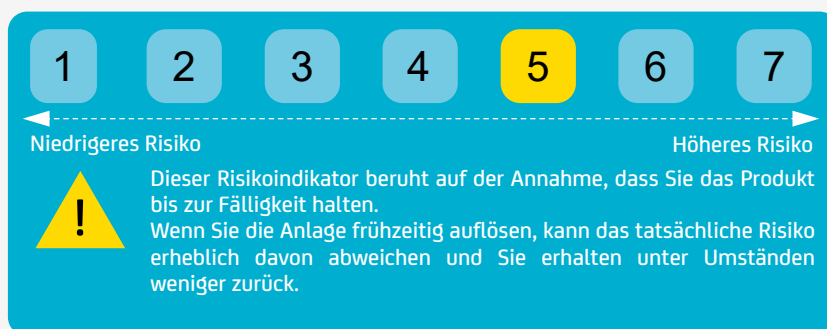 1 2 3 4 5 6 7
Niedrigeres Risiko Höheres Risiko
Dieser Risikoindikator beruht auf der Annahme, dass Sie das Produkt
bis zur Fälligkeit halten.
Wenn Sie die Anlage frühzeitig auflösen, kann das tatsächliche Risiko
erheblich davon abweichen und Sie erhalten unter Umständen
weniger zurück.
!